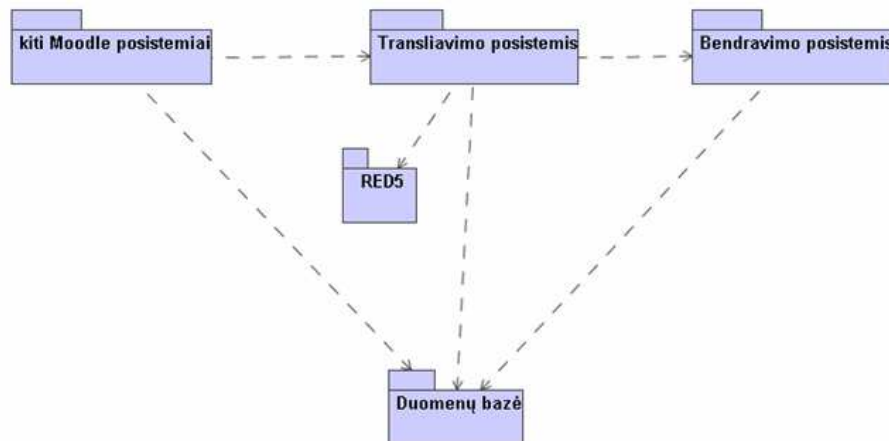 kiti Moodle posistemiai
Transliavimo posistemis
Bendravimo posistemis
RED5
Duomenų bazė